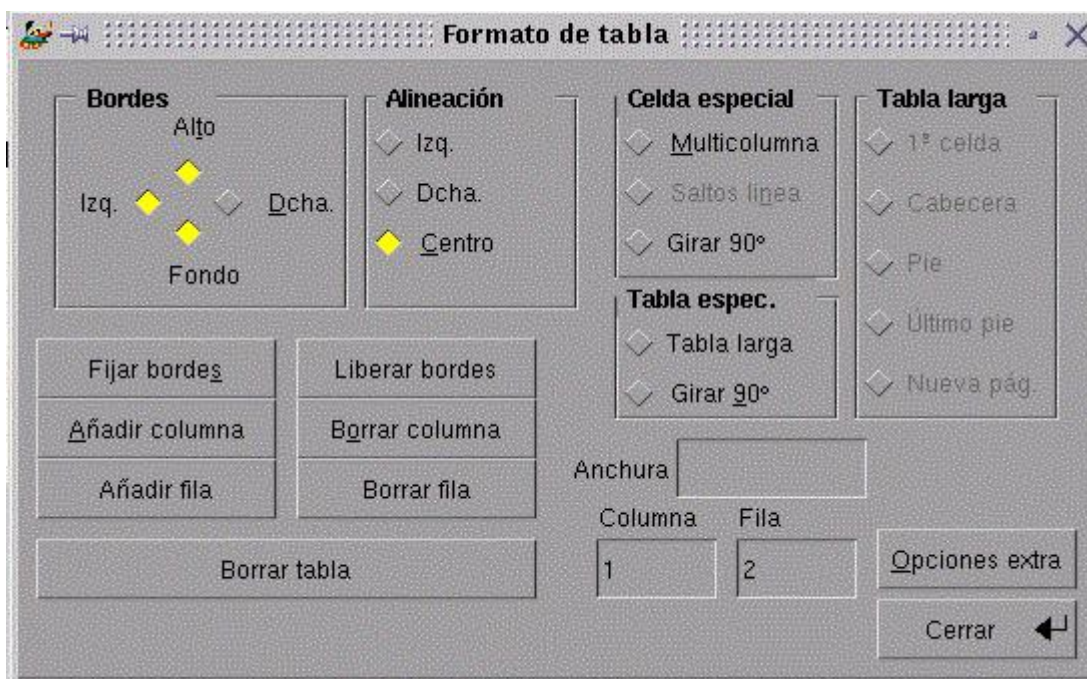 Formato de tabla
Bordes
Alto
Izq.
Dcha.
Fondo
Alineación
Izq.
Dcha.
Centro
Celda especial
Multicolumna
Saltos linea
Girar 90º
Tabla espec.
Tabla larga
Girar 90º
Tabla larga
1ª celda
Cabecera
Pie
Último pie
Nueva pág.
Fijar bordes
Liberar bordes
Añadir columna
Borrar columna
Añadir fila
Borrar fila
Borrar tabla
Anchura
Columna
Fila
1
2
Opciones extra
Cerrar